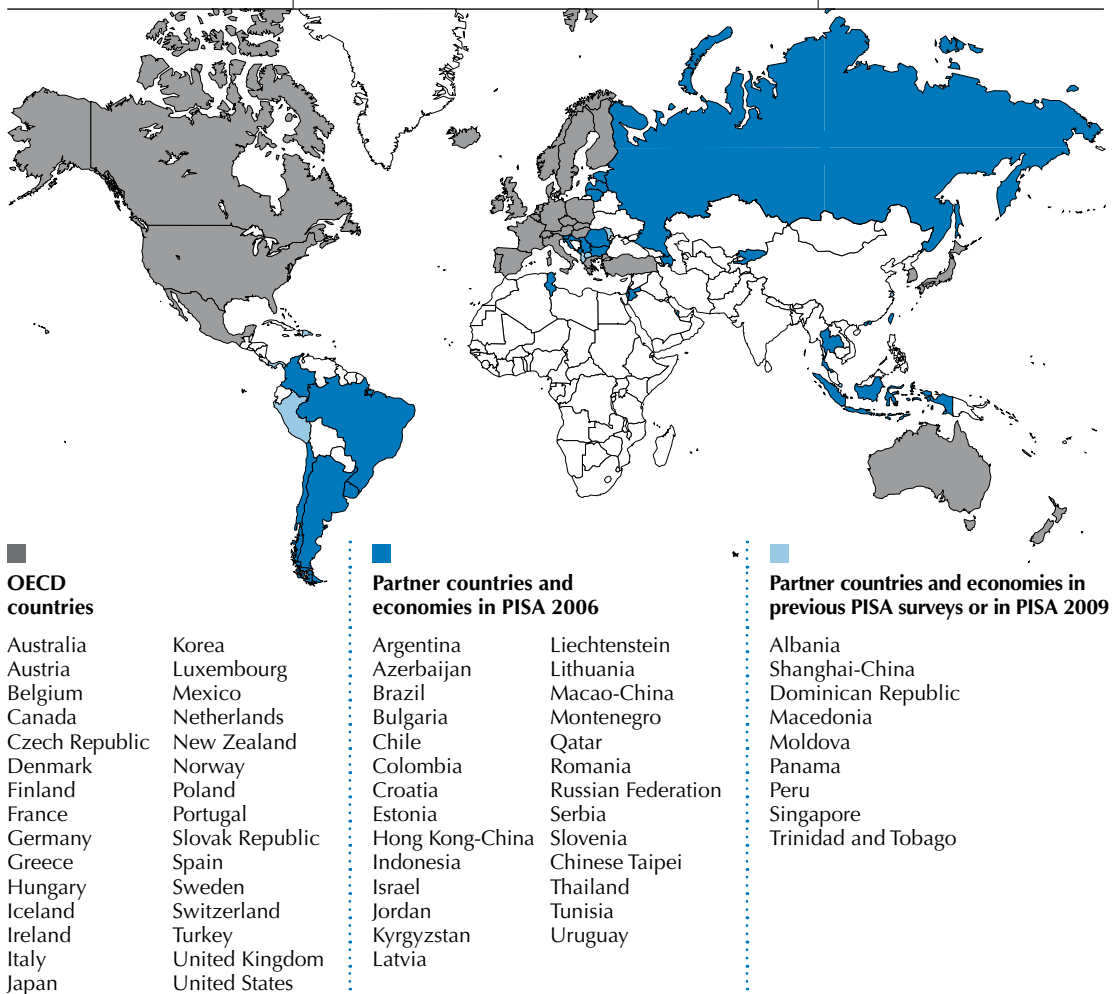 OECD
countries
Australia
Austria
Belgium
Canada
Czech Republic
Denmark
Finland
France
Germany
Greece
Hungary
Iceland
Ireland
Italy
Japan
Korea
Luxembourg
Mexico
Netherlands
New Zealand
Norway
Poland
Portugal
Slovak Republic
Spain
Sweden
Switzerland
Turkey
United Kingdom
United States
Partner countries and
economies in PISA 2006
Argentina
Azerbaijan
Brazil
Bulgaria
Chile
Colombia
Croatia
Estonia
Hong Kong-China
Indonesia
Israel
Jordan
Kyrgyzstan
Latvia
Liechtenstein
Lithuania
Macao-China
Montenegro
Qatar
Romania
Russian Federation
Serbia
Slovenia
Chinese Taipei
Thailand
Tunisia
Uruguay
Partner countries and economies in
previous PISA surveys or in PISA 2009
Albania
Shanghai-China
Dominican Republic
Macedonia
Moldova
Panama
Peru
Singapore
Trinidad and Tobago